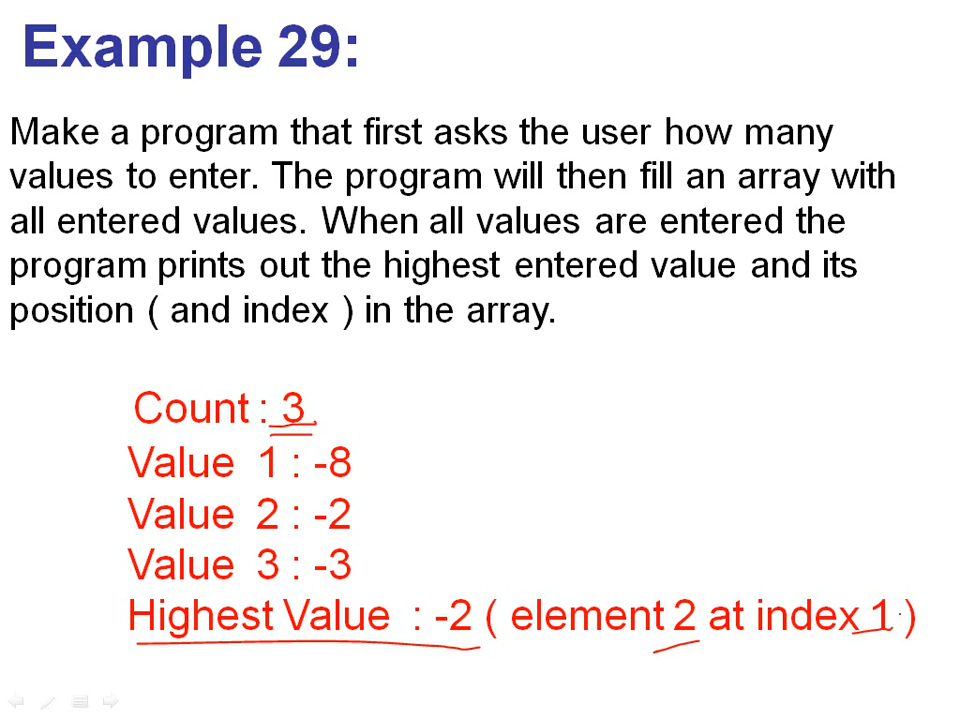 Example 29:
Make a program that first asks the user how many
values to enter. The program will then fill an array with
all entered values. When all values are entered the
program prints out the highest entered value and its
position ( and index ) in the array.
Count : 3
Value 1 : -8
Value 2 : -2
Value 3 : -3
Highest Value : -2 ( element 2 at index 1 )